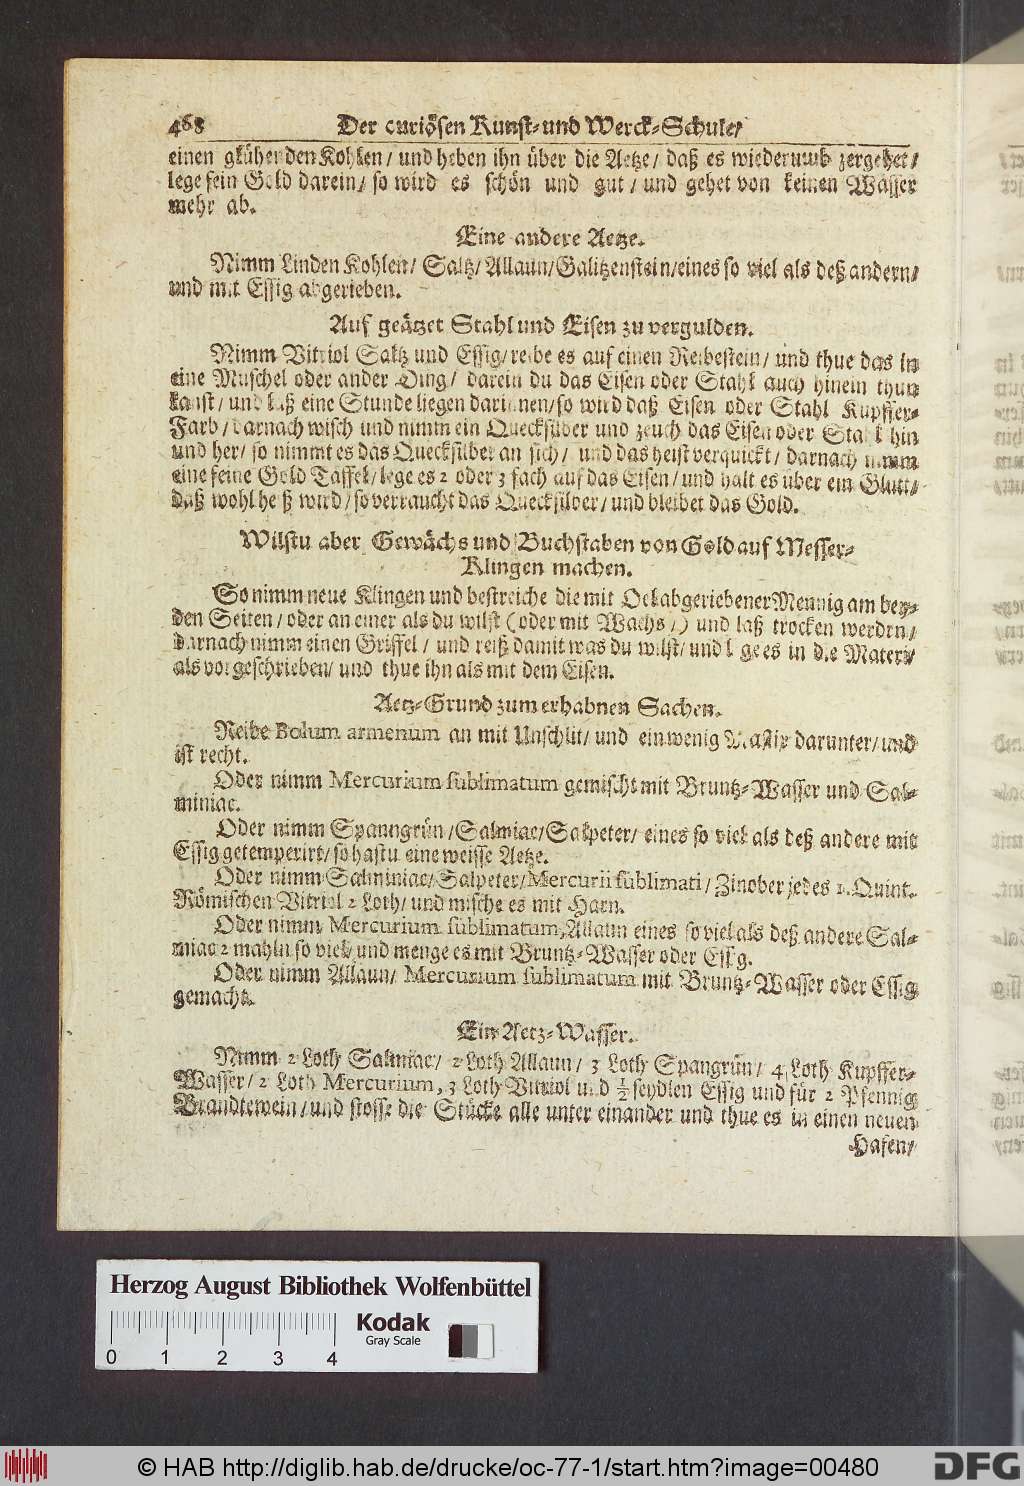 468 Der curiösen Kunst- und Werck-Schule/
einen glühenden Kohlen/ und heben ihn über die Aetze/ daß es wiederumb zergehet/
lege fein Gold darein/ so wird es schön und gut/ und gehet von keinen Wasser
mehr ab.
Eine andere Aetze.
Nimm Linden Kohlen/ Saltz/ Allaun/ Galitzenstein/ eines so viel als deß andern/
und mit Essig abgerieben.
Auf geätzet Stahl und Eisen zu vergulden.
Nimm Vitriol Saltz und Essig/ reibe es auf einen Reibestein/ und thue das in
eine Muschel oder ander Ding/ darein du das Eisen oder Stahl auch hinein thun
kanst/ und laß eine Stunde liegen darinnen/ so wird daß Eisen oder Stahl Kupffer-
Farb/ darnach wisch und nimm ein Quecksilber und zeuch das Eisen oder Stahl hin
und her/ so nimmt es das Quecksilber an sich/ und das heist verquickt/ darnach nimm
eine feine Gold Taffel/ lege es 2 oder 3 fach auf das Eisen/ und halt es über ein Glutt/
daß wohl heiß wird/ so verraucht das Quecksilber/ und bleibet das Gold.
Wilstu aber Gewächs und Buchstaben von Gold auf Messer-
Klingen machen.
So nimm neue Klingen und bestreiche die mit Oel abgeriebener Mennig am bey-
den Seiten/ oder an einer als du wilst (oder mit Wachs/) und laß trocken werden/
darnach nimm einen Griffel/ und reiß damit was du wilst/ und lege es in die Materi/
als vorgeschrieben/ und thue ihn als mit dem Eisen.
Aetz-Grund zum erhabnen Sachen.
Reibe Bolum armenum an mit Unschlit/ und ein wenig Mastix darunter/ und
ist recht.
Oder nimm Mercurium sublimatum gemischt mit Bruntz-Wasser und Sal-
miniac.
Oder nimm Spanngrün/ Salmiac/ Salpeter/ eines so viel als deß andere mit
Essig getemperirt/ so hastu eine weisse Aetze.
Oder nimm Salminiac/ Salpeter/ Mercurii sublimati/ Zinober jedes 1. Quint.
Römischen Vitriol 2 Loth/ und mische es mit Harn.
Oder nimm Mercurium sublimatum, Allaun eines so viel als deß andere Sal-
miac 2 mahln so viel/ und menge es mit Bruntz-Wasser oder Essig.
Oder nimm Allaun/ Mercurium sublimatum mit Bruntz-Wasser oder Essig
gemacht.
Ein Aetz-Wasser.
Nimm 2 Loth Salmiac/ 2 Loth Allaun/ 3 Loth Spangrün/ 4 Loth Kupffer-
Wasser/ 2 Loth Mercurium, 3 Loth Vitriol und ½ seydlen Essig und für 2 Pfennig
Brandtewein/ und stosse die Stücke alle unter einander und thue es in einen neuen
Hafen/
Herzog August Bibliothek Wolfenbüttel
Kodak
Gray Scale
0 1 2 3 4
© HAB http://diglib.hab.de/drucke/oc-77-1/start.htm?image=00480
DFG